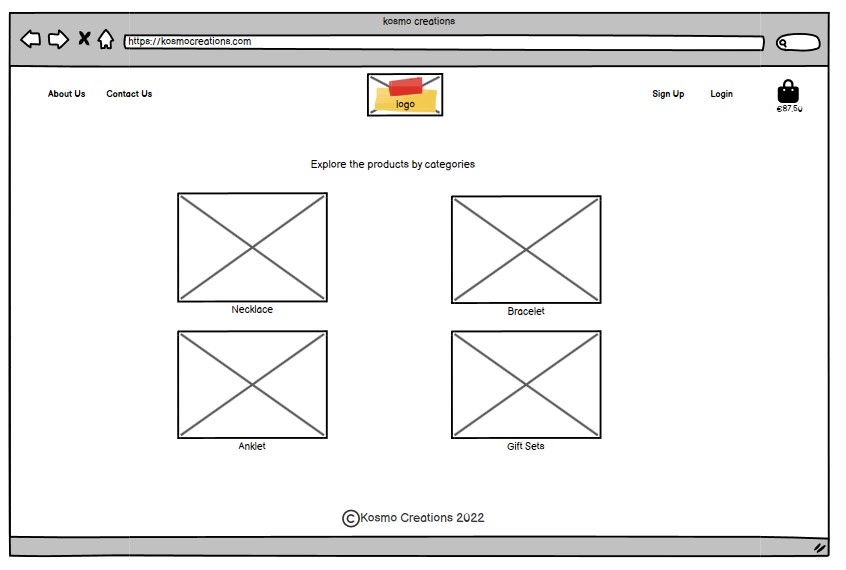 kosmo creations
https://kosmocreations.com
About Us
Contact Us
logo
Sign Up
Login
€87,50
Explore the products by categories
Necklace
Bracelet
Anklet
Gift Sets
©Kosmo Creations 2022